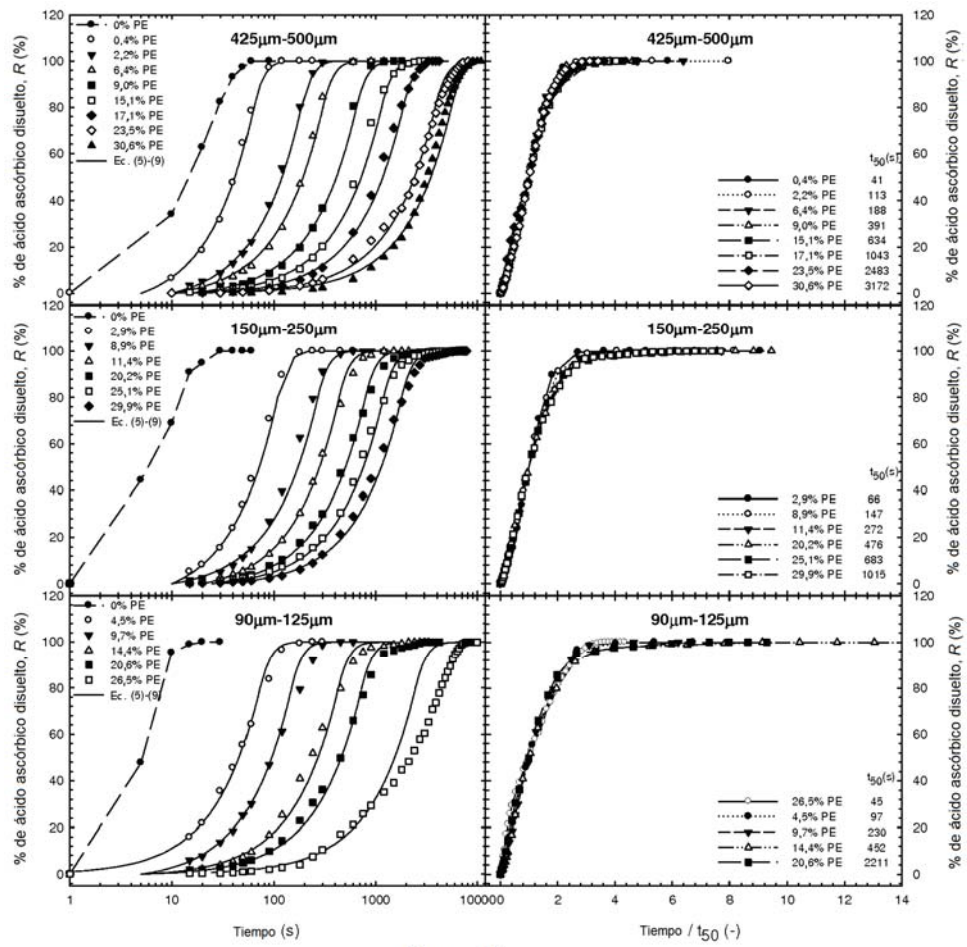 425µm-500µm
% de ácido ascórbico disuelto, R (%)
120
100
80
60
40
20
0
0% PE
0,4% PE
2,2% PE
6,4% PE
9,0% PE
15,1% PE
17,1% PE
23,5% PE
30,6% PE
Ec. (5)-(9)
425µm-500µm
120
100
80
60
40
20
0
% de ácido ascórbico disuelto, R (%)
t50(s)
0,4% PE 41
2,2% PE 113
6,4% PE 188
9,0% PE 391
15,1% PE 634
17,1% PE 1043
23,5% PE 2483
30,6% PE 3172
150µm-250µm
% de ácido ascórbico disuelto, R (%)
120
100
80
60
40
20
0
0% PE
2,9% PE
8,9% PE
11,4% PE
20,2% PE
25,1% PE
29,9% PE
Ec. (5)-(9)
150µm-250µm
120
100
80
60
40
20
0
% de ácido ascórbico disuelto, R (%)
t50(s)
2,9% PE 66
8,9% PE 147
11,4% PE 272
20,2% PE 476
25,1% PE 683
29,9% PE 1015
90µm-125µm
% de ácido ascórbico disuelto, R (%)
120
100
80
60
40
20
0
0% PE
4,5% PE
9,7% PE
14,4% PE
20,6% PE
26,5% PE
Ec. (5)-(9)
90µm-125µm
120
100
80
60
40
20
0
% de ácido ascórbico disuelto, R (%)
t50(s)
26,5% PE 45
4,5% PE 97
9,7% PE 230
14,4% PE 452
20,6% PE 2211
1 10 100 1000
2 4 6 8 10 12 14
Tiempo (s)
Tiempo / t50 (-)